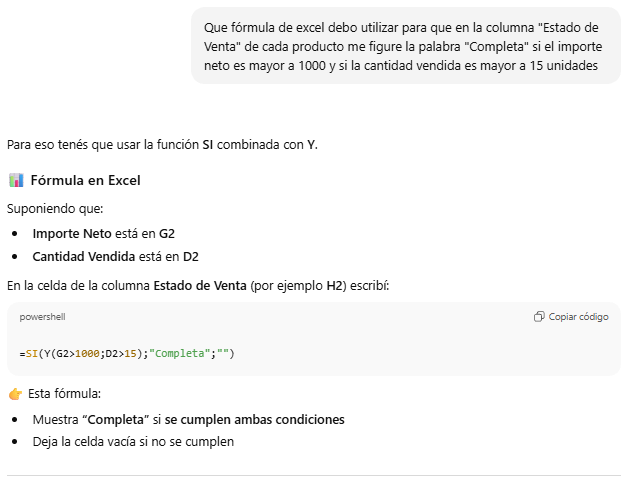 Que fórmula de excel debo utilizar para que en la columna "Estado de
Venta" de cada producto me figure la palabra "Completa" si el importe
neto es mayor a 1000 y si la cantidad vendida es mayor a 15 unidades
Para eso tenés que usar la función SI combinada con Y.
Fórmula en Excel
Suponiendo que:
Importe Neto está en G2
Cantidad Vendida está en D2
En la celda de la columna Estado de Venta (por ejemplo H2) escribí:
powershell
Copiar código
=SI(Y(G2>1000;D2>15);"Completa";"")
Esta fórmula:
Muestra “Completa” si se cumplen ambas condiciones
Deja la celda vacía si no se cumplen